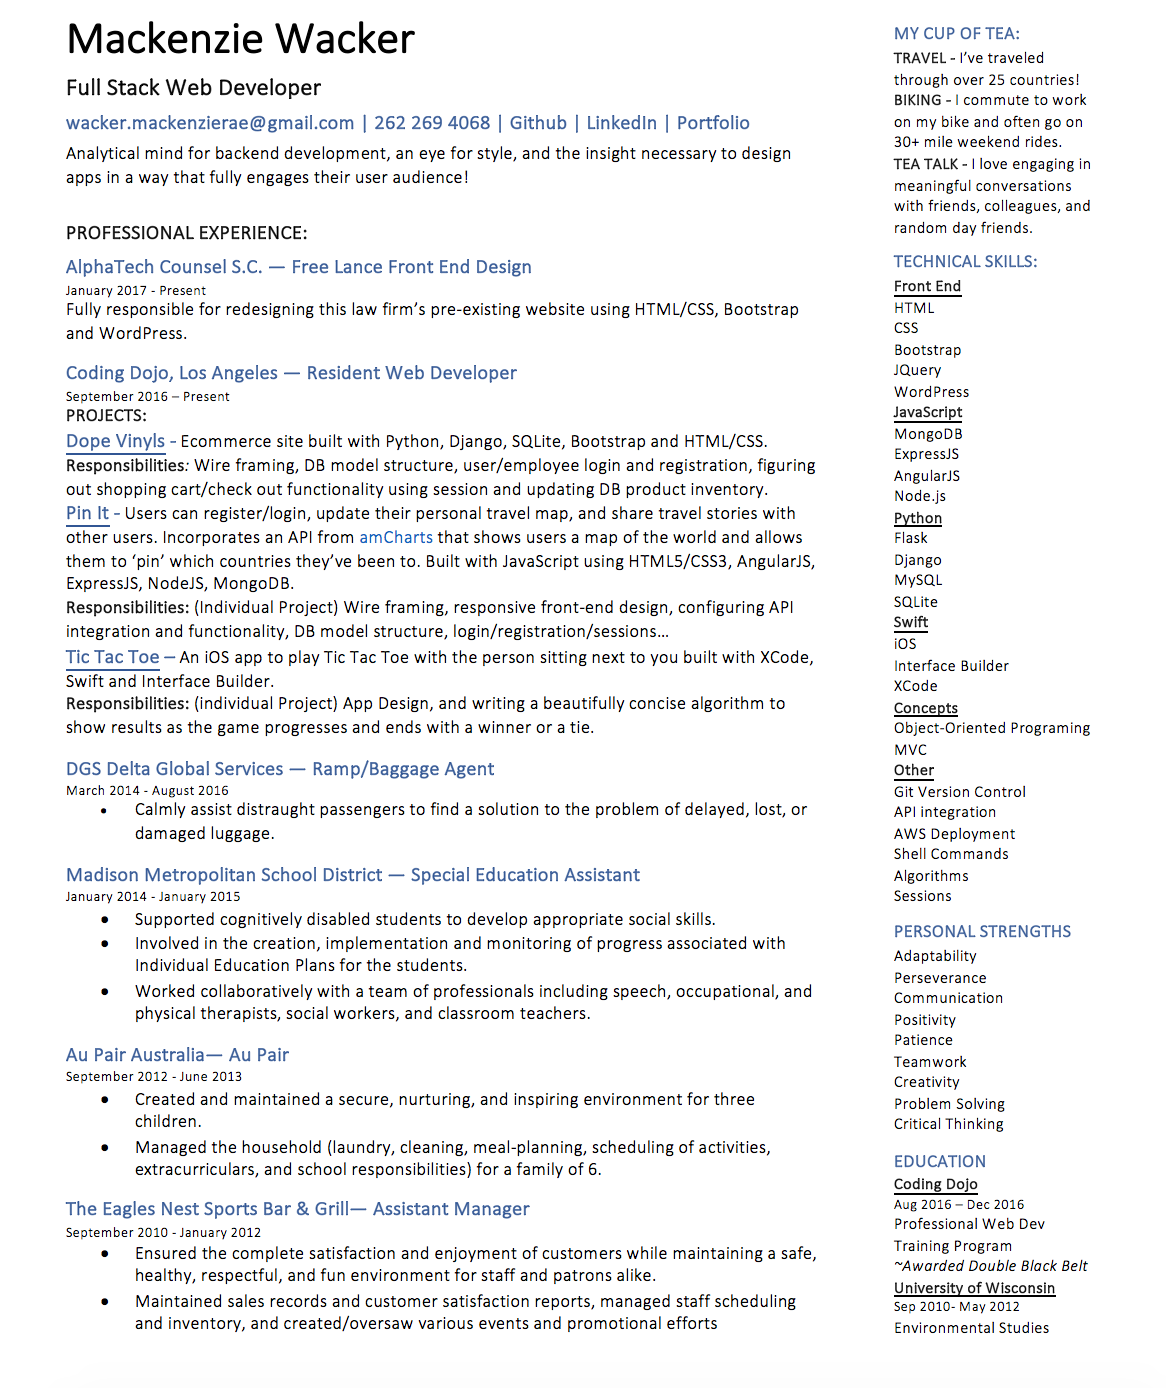 Mackenzie Wacker
Full Stack Web Developer
wacker.mackenzierae@gmail.com | 262 269 4068 | Github | LinkedIn | Portfolio
Analytical mind for backend development, an eye for style, and the insight necessary to design
apps in a way that fully engages their user audience!
PROFESSIONAL EXPERIENCE:
AlphaTech Counsel S.C. — Free Lance Front End Design
January 2017 - Present
Fully responsible for redesigning this law firm’s pre-existing website using HTML/CSS, Bootstrap
and WordPress.
Coding Dojo, Los Angeles — Resident Web Developer
September 2016 – Present
PROJECTS:
Dope Vinyls - Ecommerce site built with Python, Django, SQLite, Bootstrap and HTML/CSS.
Responsibilities: Wire framing, DB model structure, user/employee login and registration, figuring
out shopping cart/check out functionality using session and updating DB product inventory.
Pin It - Users can register/login, update their personal travel map, and share travel stories with
other users. Incorporates an API from amCharts that shows users a map of the world and allows
them to ‘pin’ which countries they’ve been to. Built with JavaScript using HTML5/CSS3, AngularJS,
ExpressJS, NodeJS, MongoDB.
Responsibilities: (Individual Project) Wire framing, responsive front-end design, configuring API
integration and functionality, DB model structure, login/registration/sessions…
Tic Tac Toe – An iOS app to play Tic Tac Toe with the person sitting next to you built with XCode,
Swift and Interface Builder.
Responsibilities: (individual Project) App Design, and writing a beautifully concise algorithm to
show results as the game progresses and ends with a winner or a tie.
DGS Delta Global Services — Ramp/Baggage Agent
March 2014 - August 2016
• Calmly assist distraught passengers to find a solution to the problem of delayed, lost, or
damaged luggage.
Madison Metropolitan School District — Special Education Assistant
January 2014 - January 2015
• Supported cognitively disabled students to develop appropriate social skills.
• Involved in the creation, implementation and monitoring of progress associated with
Individual Education Plans for the students.
• Worked collaboratively with a team of professionals including speech, occupational, and
physical therapists, social workers, and classroom teachers.
Au Pair Australia— Au Pair
September 2012 - June 2013
• Created and maintained a secure, nurturing, and inspiring environment for three
children.
• Managed the household (laundry, cleaning, meal-planning, scheduling of activities,
extracurriculars, and school responsibilities) for a family of 6.
The Eagles Nest Sports Bar & Grill— Assistant Manager
September 2010 - January 2012
• Ensured the complete satisfaction and enjoyment of customers while maintaining a safe,
healthy, respectful, and fun environment for staff and patrons alike.
• Maintained sales records and customer satisfaction reports, managed staff scheduling
and inventory, and created/oversaw various events and promotional efforts
MY CUP OF TEA:
TRAVEL - I’ve traveled
through over 25 countries!
BIKING - I commute to work
on my bike and often go on
30+ mile weekend rides.
TEA TALK - I love engaging in
meaningful conversations
with friends, colleagues, and
random day friends.
TECHNICAL SKILLS:
Front End
HTML
CSS
Bootstrap
JQuery
WordPress
JavaScript
MongoDB
ExpressJS
AngularJS
Node.js
Python
Flask
Django
MySQL
SQLite
Swift
iOS
Interface Builder
XCode
Concepts
Object-Oriented Programing
MVC
Other
Git Version Control
API integration
AWS Deployment
Shell Commands
Algorithms
Sessions
PERSONAL STRENGTHS
Adaptability
Perseverance
Communication
Positivity
Patience
Teamwork
Creativity
Problem Solving
Critical Thinking
EDUCATION
Coding Dojo
Aug 2016 – Dec 2016
Professional Web Dev
Training Program
~Awarded Double Black Belt
University of Wisconsin
Sep 2010- May 2012
Environmental Studies